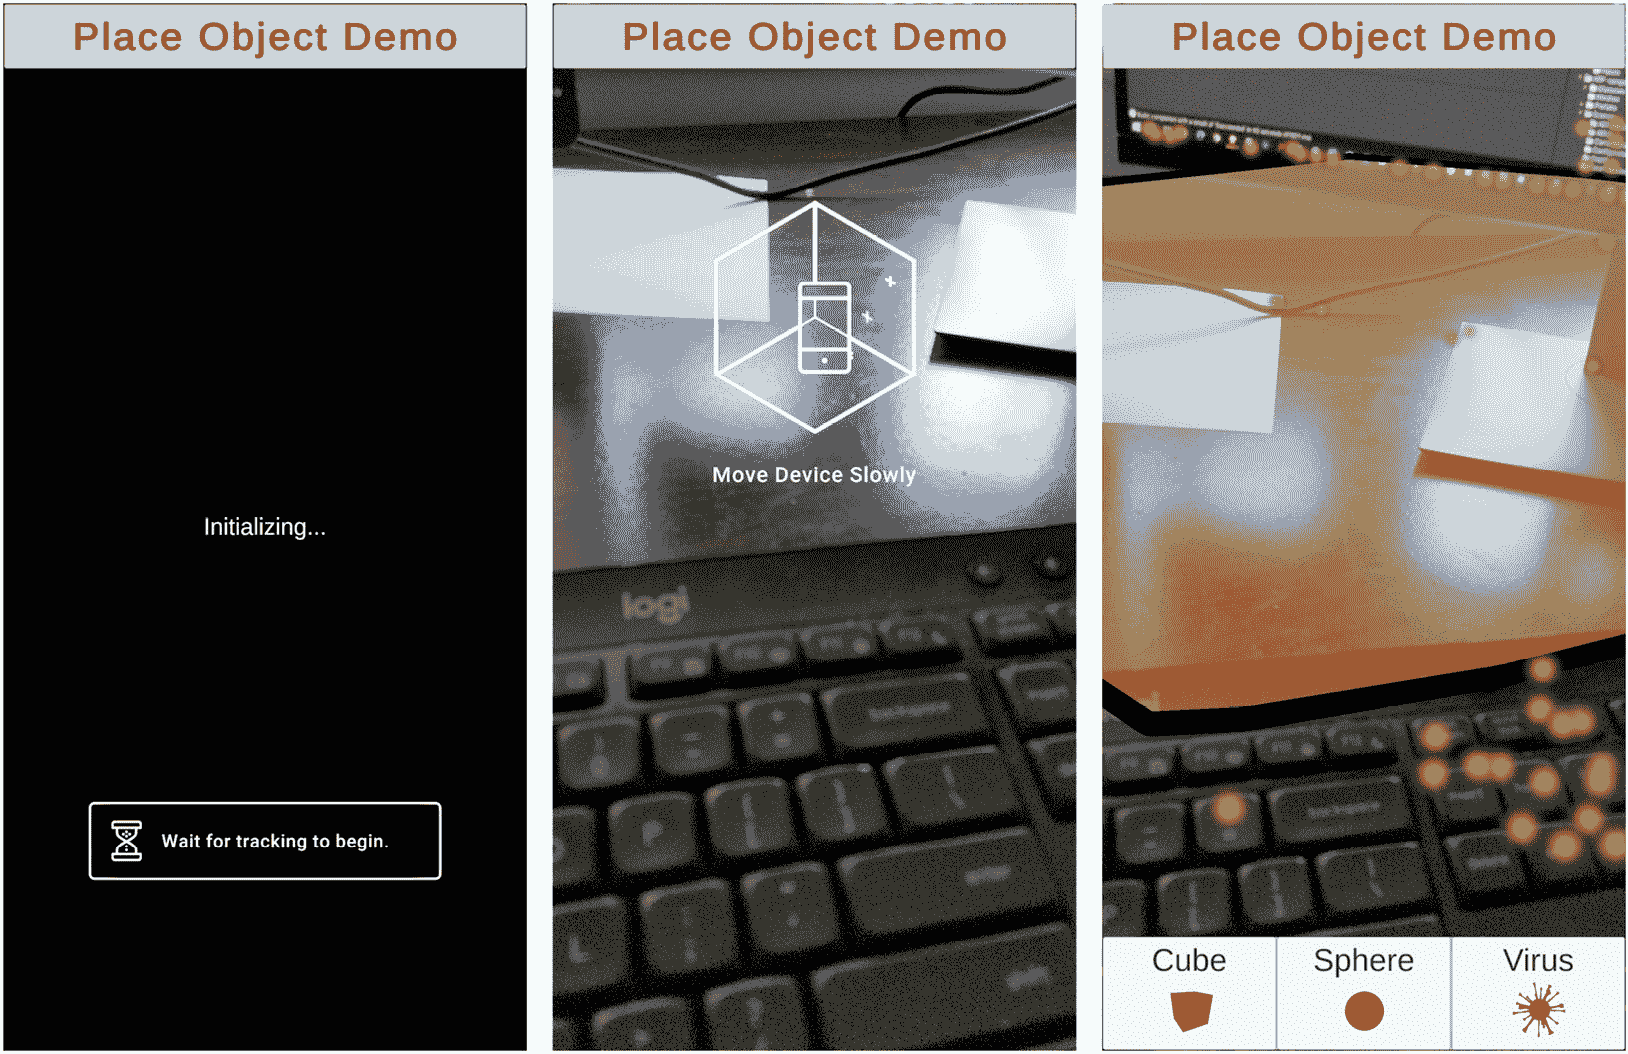 Place Object Demo
Initializing...
Wait for tracking to begin.
Place Object Demo
Move Device Slowly
logi
P
L
Place Object Demo
Cube
Sphere
Virus